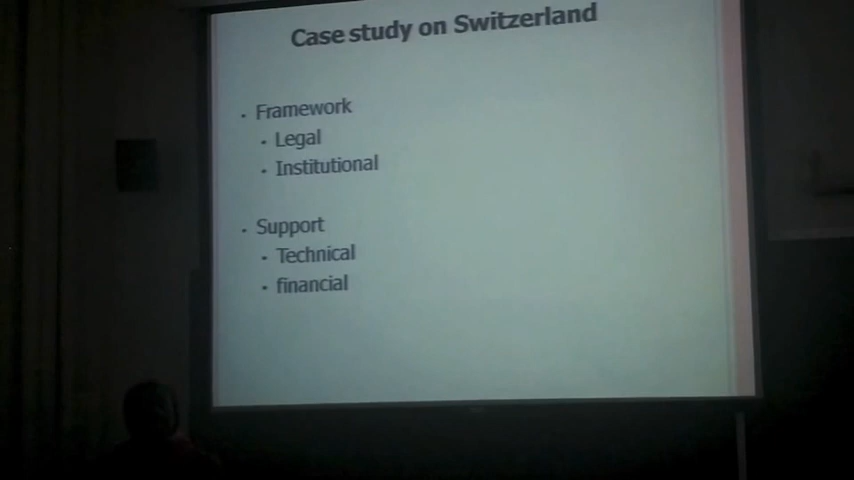 Case study on Switzerland
• Framework
• Legal
• Institutional
• Support
• Technical
• financial